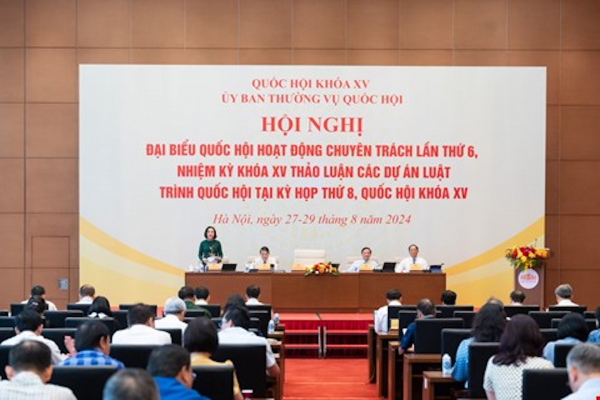 QUỐC HỘI KHÓA XV
ỦY BAN THƯỜNG VỤ QUỐC HỘI
HỘI NGHỊ
ĐẠI BIỂU QUỐC HỘI HOẠT ĐỘNG CHUYÊN TRÁCH LẦN THỨ 6,
NHIỆM KỲ KHÓA XV THẢO LUẬN CÁC DỰ ÁN LUẬT
TRÌNH QUỐC HỘI TẠI KỲ HỌP THỨ 8, QUỐC HỘI KHÓA XV
Hà Nội, ngày 27-29 tháng 8 năm 2024